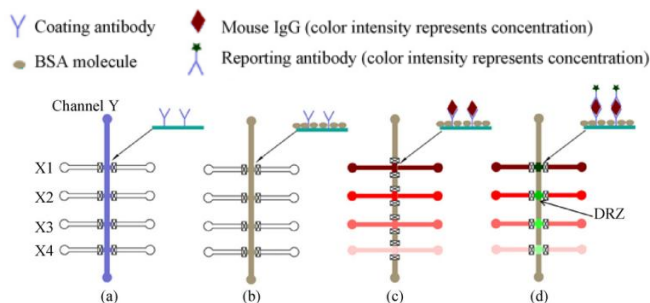 Coating antibody
Mouse IgG (color intensity represents concentration)
BSA molecule
Reporting antibody (color intensity represents concentration)
Channel Y
X1
X2
X3
X4
DRZ
(a)
(b)
(c)
(d)